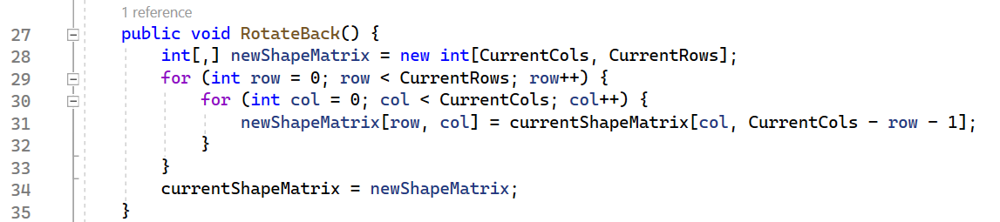 1 reference
27 public void RotateBack() {
28 int[,] newShapeMatrix = new int[CurrentCols, CurrentRows];
29 for (int row = 0; row < CurrentRows; row++) {
30 for (int col = 0; col < CurrentCols; col++) {
31 newShapeMatrix[row, col] = currentShapeMatrix[col, CurrentCols - row - 1];
32 }
33 }
34 currentShapeMatrix = newShapeMatrix;
35 }